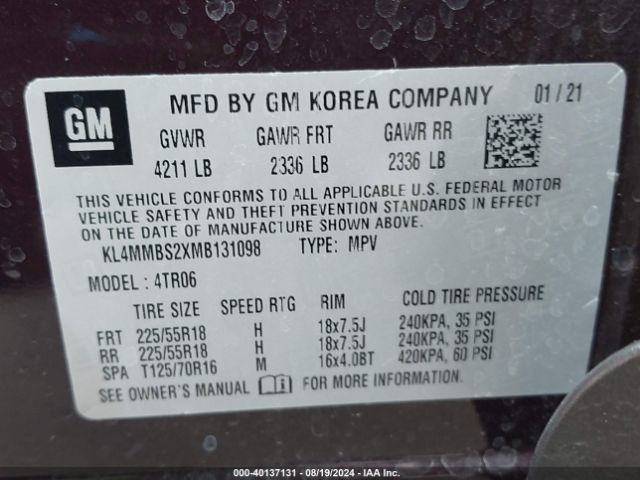 GM
MFD BY GM KOREA COMPANY 01/21
GVWR GAWR FRT GAWR RR
4211 LB 2336 LB 2336 LB
THIS VEHICLE CONFORMS TO ALL APPLICABLE U.S. FEDERAL MOTOR
VEHICLE SAFETY AND THEFT PREVENTION STANDARDS IN EFFECT
ON THE DATE OF MANUFACTURE SHOWN ABOVE.
KL4MMBS2XMB131098 TYPE: MPV
MODEL: 4TR06
TIRE SIZE SPEED RTG RIM COLD TIRE PRESSURE
FRT 225/55R18 H 18x7.5J 240KPA, 35 PSI
RR 225/55R18 H 18x7.5J 240KPA, 35 PSI
SPA T125/70R16 M 16x4.0BT 420KPA, 60 PSI
SEE OWNER'S MANUAL FOR MORE INFORMATION.
000-40137131 - 08/19/2024 - IAA Inc.